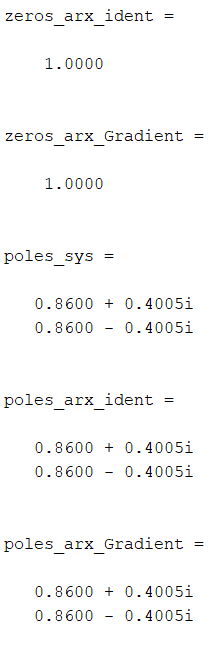 zeros_arx_ident =
1.0000
zeros_arx_Gradient =
1.0000
poles_sys =
0.8600 + 0.4005i
0.8600 - 0.4005i
poles_arx_ident =
0.8600 + 0.4005i
0.8600 - 0.4005i
poles_arx_Gradient =
0.8600 + 0.4005i
0.8600 - 0.4005i